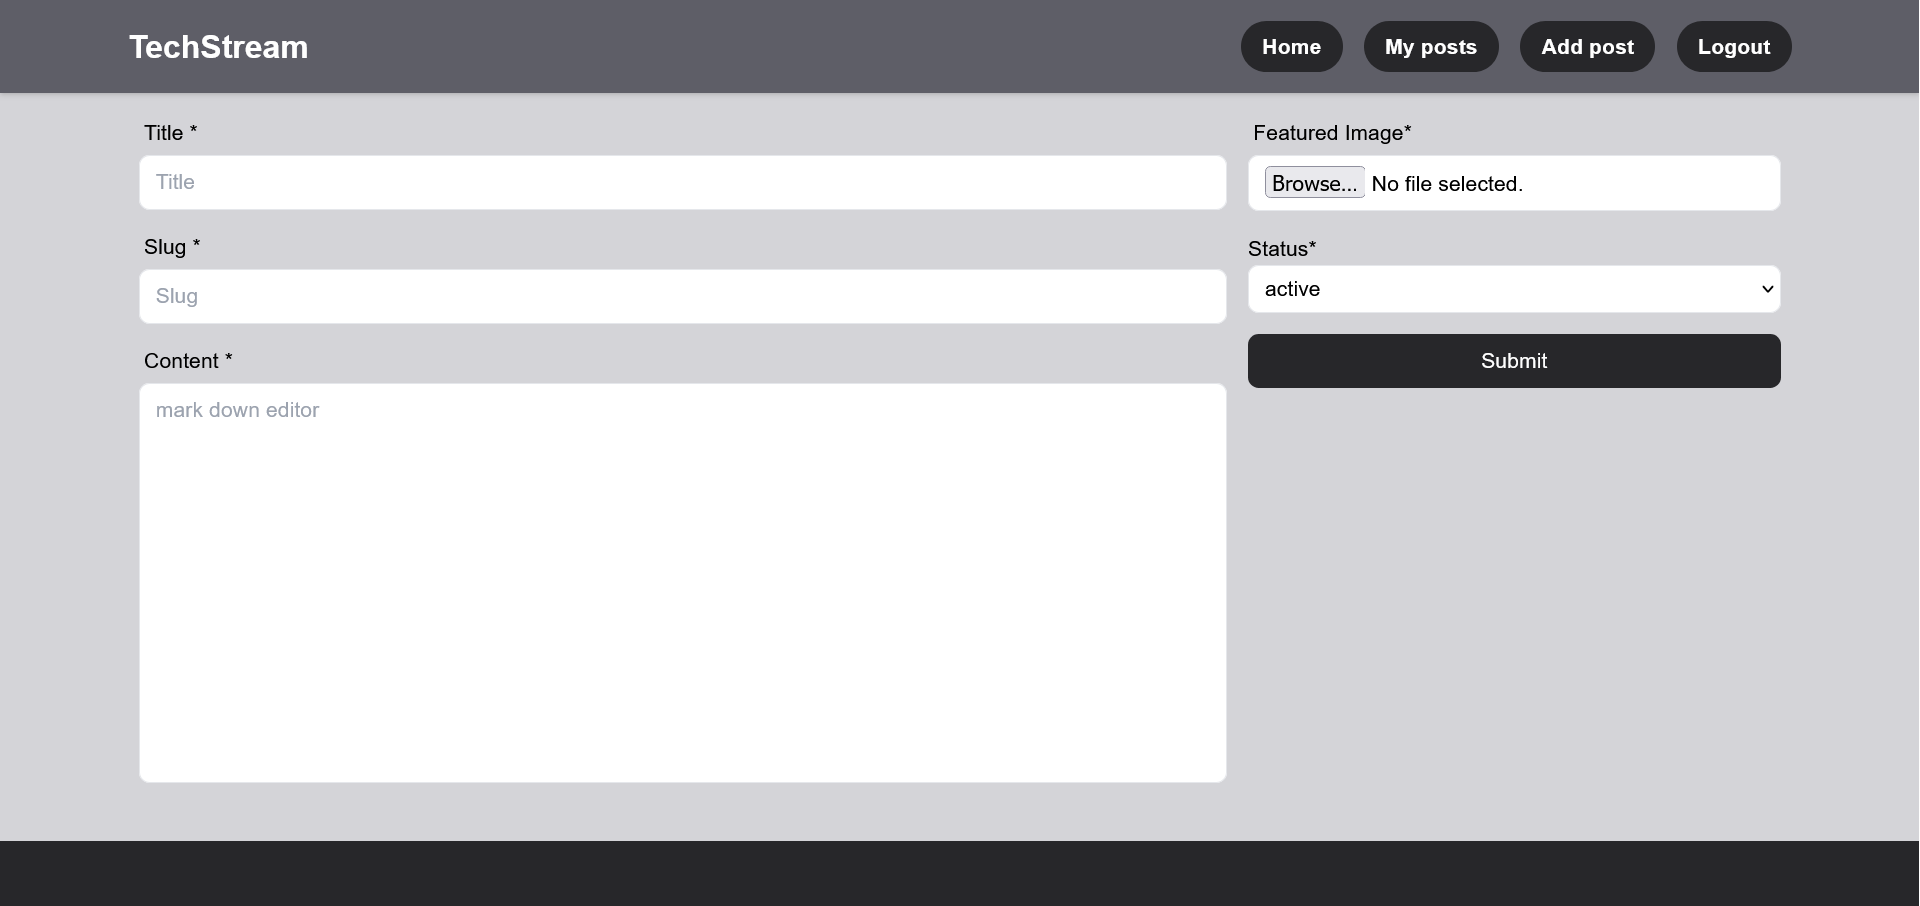 TechStream
Home
My posts
Add post
Logout
Title *
Title
Slug *
Slug
Content *
mark down editor
Featured Image*
Browse... No file selected.
Status*
active
Submit